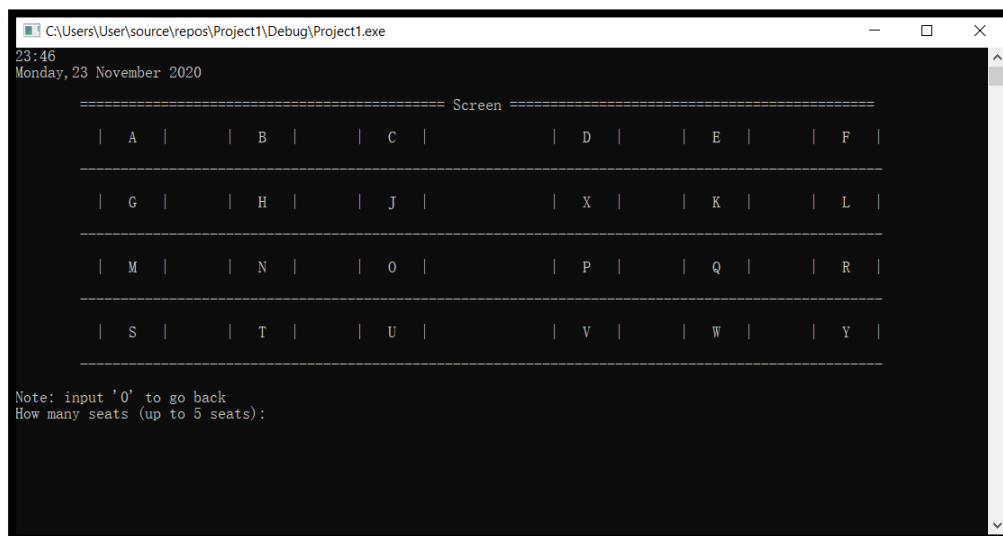 C:\Users\User\source\repos\Project1\Debug\Project1.exe
23:46
Monday,23 November 2020
============================================= Screen =============================================
| A | | B | | C | | D | | E | | F |
| G | | H | | J | | X | | K | | L |
| M | | N | | O | | P | | Q | | R |
| S | | T | | U | | V | | W | | Y |
Note: input '0' to go back
How many seats (up to 5 seats):